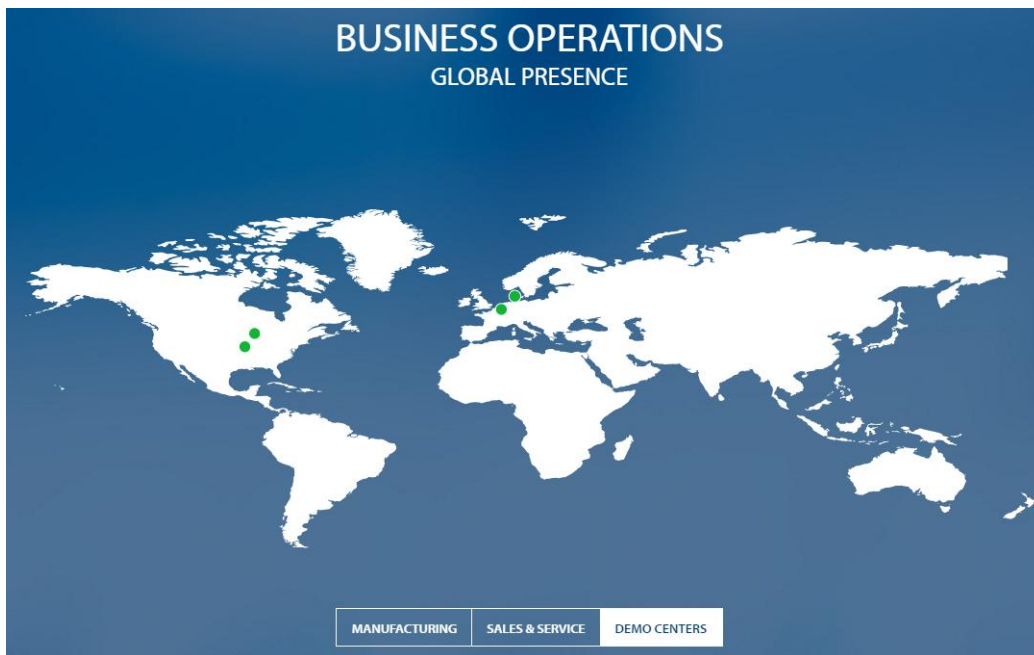 BUSINESS OPERATIONS
GLOBAL PRESENCE
MANUFACTURING
SALES & SERVICE
DEMO CENTERS